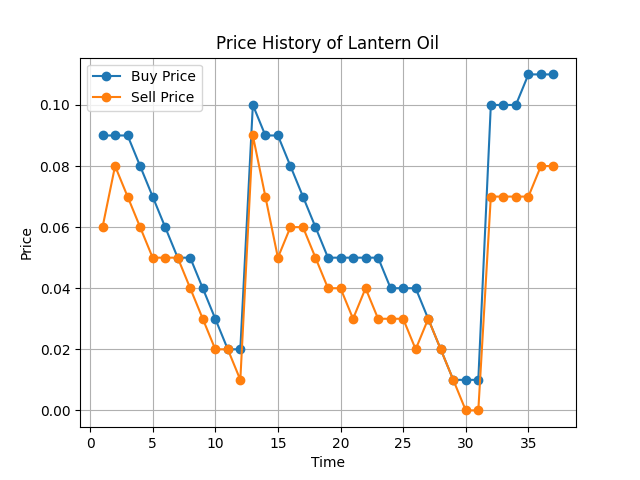 Price History of Lantern Oil
Buy Price
Sell Price
Price
0.10
0.08
0.06
0.04
0.02
0.00
0 5 10 15 20 25 30 35
Time